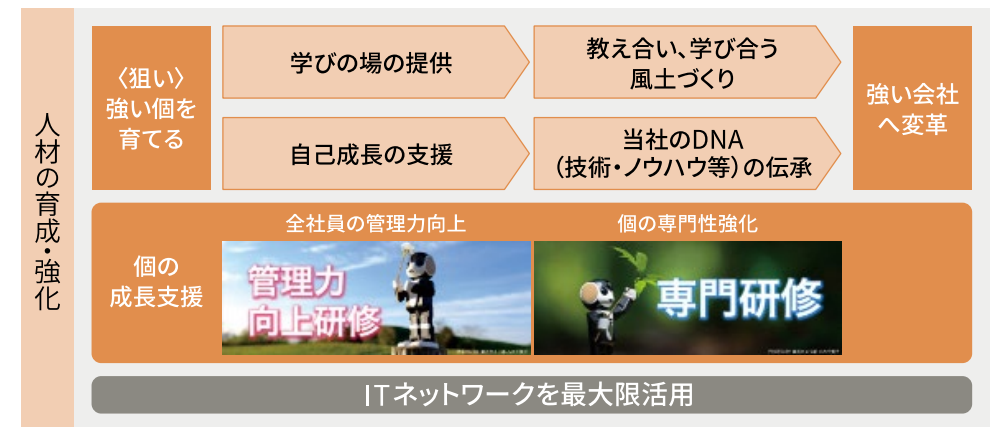 人材の育成・強化
〈狙い〉
強い個を
育てる
学びの場の提供
教え合い、学び合う
風土づくり
自己成長の支援
当社のDNA
（技術・ノウハウ等）の伝承
強い会社
へ変革
個の
成長支援
全社員の管理力向上
管理力
向上研修
個の専門性強化
専門研修
ITネットワークを最大限活用